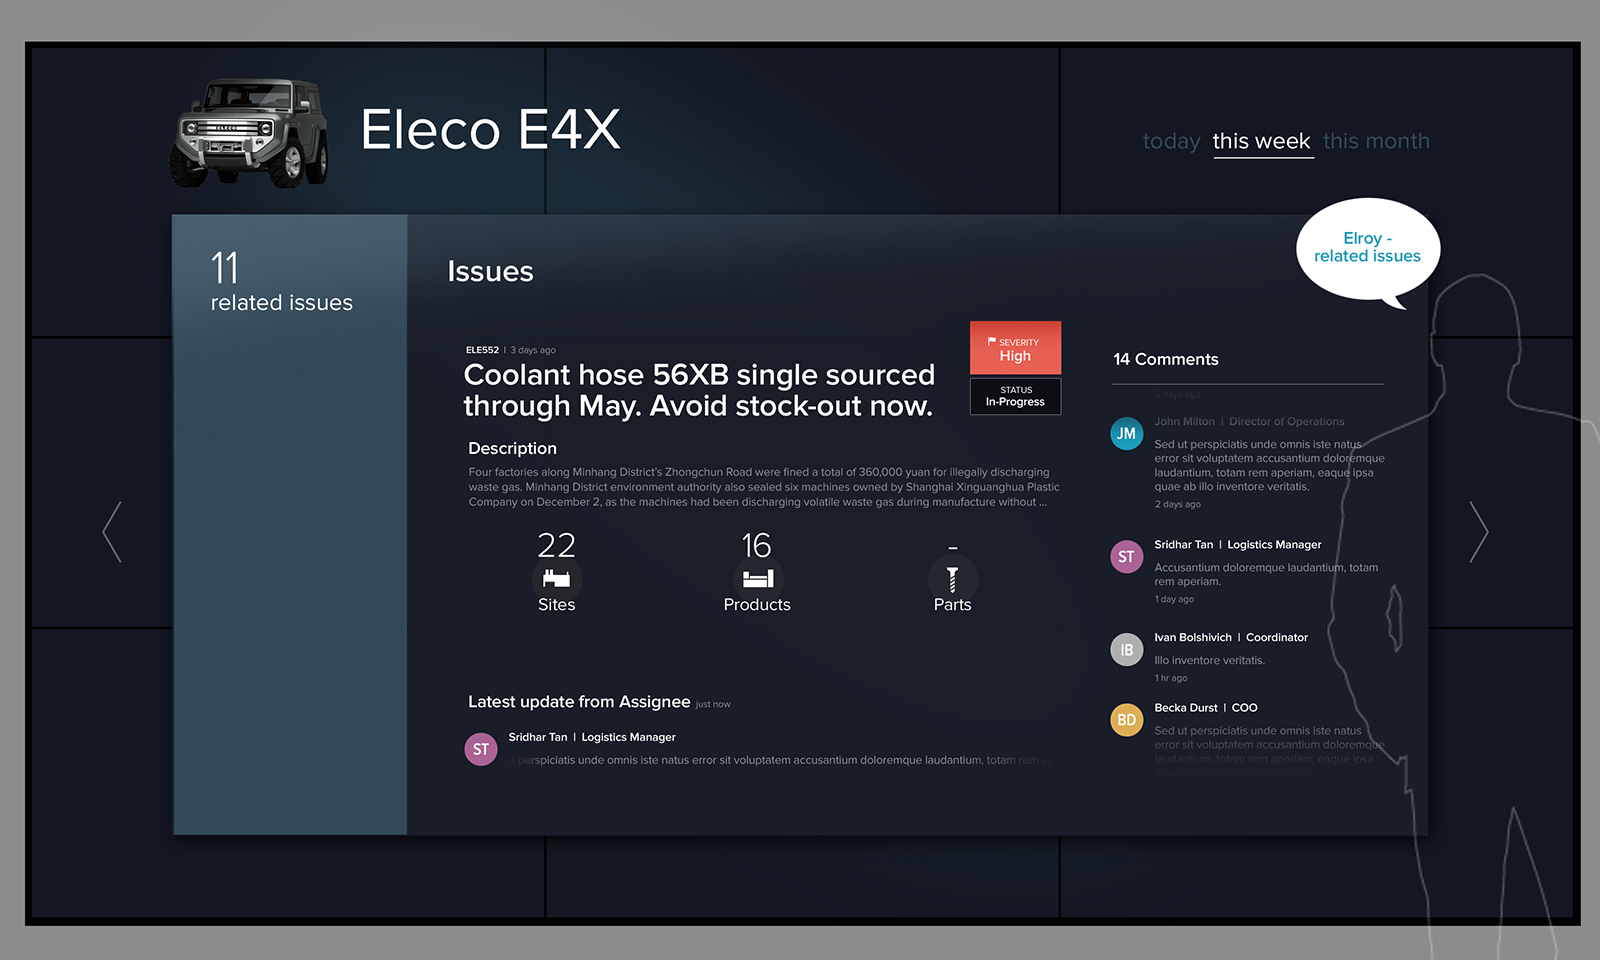 ELECO
Eleco E4X
today this week this month
Elroy -
related issues
11
related issues
Issues
ELE552 | 3 days ago
Coolant hose 56XB single sourced
through May. Avoid stock-out now.
SEVERITY
High
STATUS
In-Progress
Description
Four factories along Minhang District's Zhongchun Road were fined a total of 360,000 yuan for illegally discharging
waste gas. Minhang District environment authority also sealed six machines owned by Shanghai Xinguanghua Plastic
Company on December 2, as the machines had been discharging volatile waste gas during manufacture without ...
22
Sites
16
Products
-
Parts
Latest update from Assignee just now
ST
Sridhar Tan | Logistics Manager
ut perspiciatis unde omnis iste natus error sit voluptatem accusantium doloremque laudantium, totam rem
14 Comments
3 days ago
JM
John Milton | Director of Operations
Sed ut perspiciatis unde omnis iste natus
error sit voluptatem accusantium doloremque
laudantium, totam rem aperiam, eaque ipsa
quae ab illo inventore veritatis.
2 days ago
ST
Sridhar Tan | Logistics Manager
Accusantium doloremque laudantium, totam
rem aperiam.
1 day ago
IB
Ivan Bolshivich | Coordinator
Illo inventore veritatis.
1 hr ago
BD
Becka Durst | COO
Sed ut perspiciatis unde omnis iste natus
error sit voluptatem accusantium doloremque
laudantium, totam rem aperiam, eaque ipsa